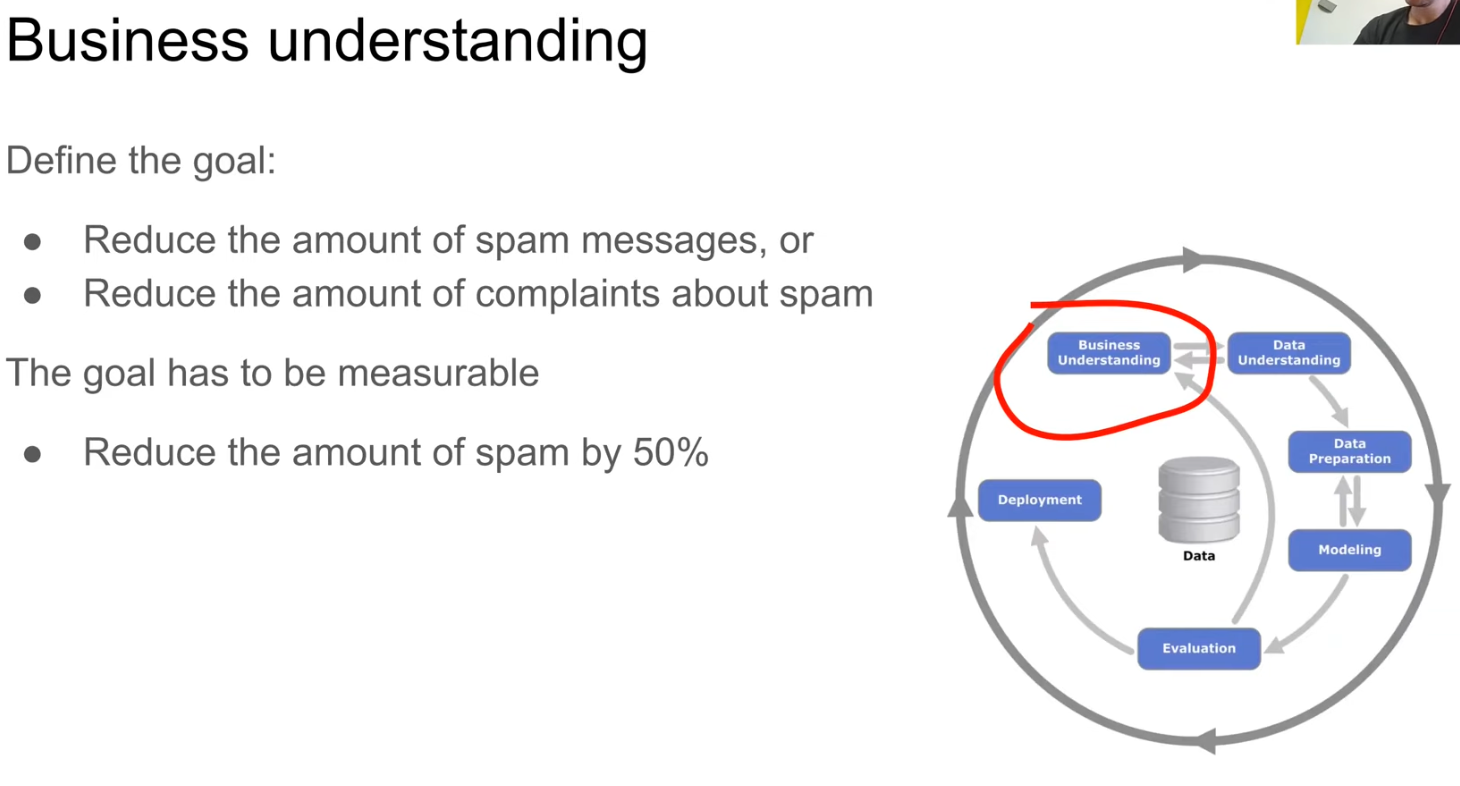 Business understanding
Define the goal:
● Reduce the amount of spam messages, or
● Reduce the amount of complaints about spam
The goal has to be measurable
● Reduce the amount of spam by 50%
Business
Understanding
Data
Understanding
Data
Preparation
Modeling
Evaluation
Deployment
Data